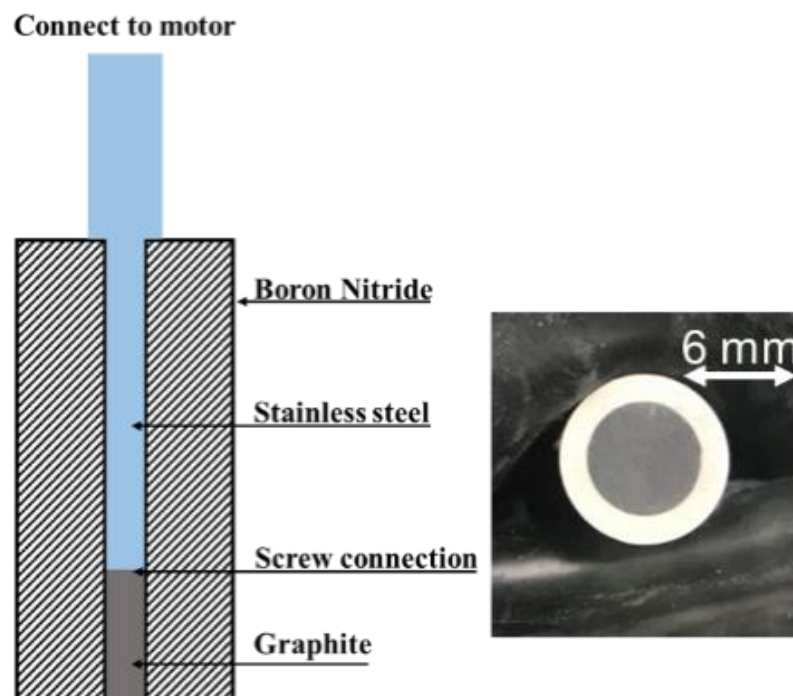 Connect to motor
Boron Nitride
6 mm
Stainless steel
Screw connection
Graphite